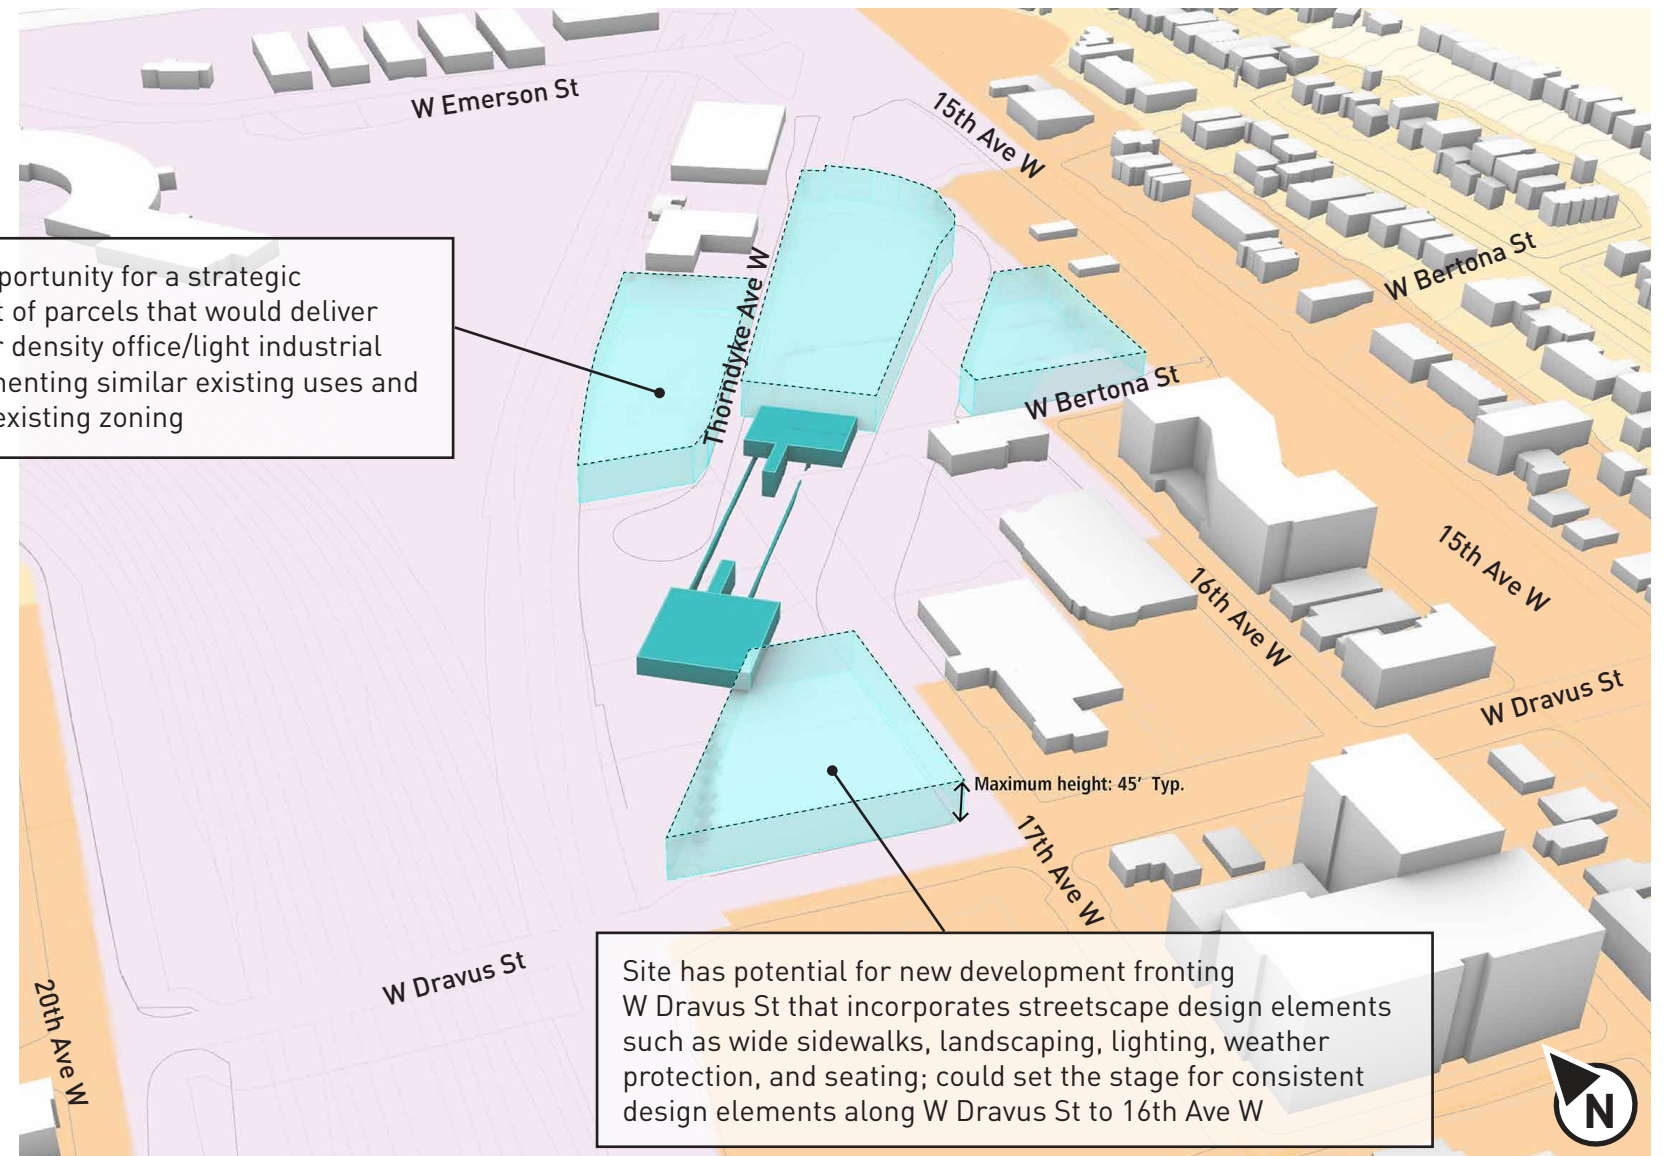 W Emerson St
15th Ave W
W Bertona St
portunity for a strategic
t of parcels that would deliver
r density office/light industrial
menting similar existing uses and
existing zoning
Thorndyke Ave W
W Bertona St
15th Ave W
16th Ave W
W Dravus St
Maximum height: 45′ Typ.
17th Ave W
W Dravus St
20th Ave W
Site has potential for new development fronting
W Dravus St that incorporates streetscape design elements
such as wide sidewalks, landscaping, lighting, weather
protection, and seating; could set the stage for consistent
design elements along W Dravus St to 16th Ave W
N